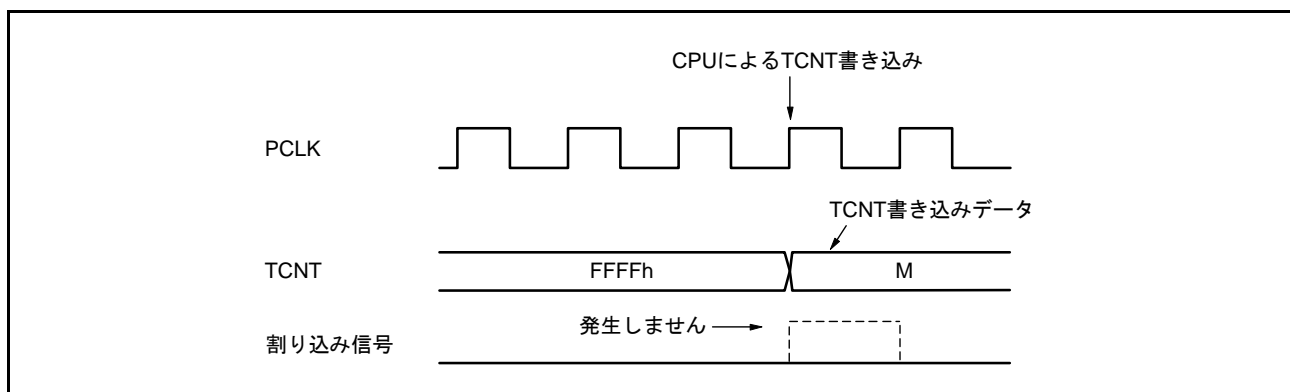 CPUによるTCNT書き込み
PCLK
TCNT書き込みデータ
TCNT
FFFFh
M
発生しません
割り込み信号